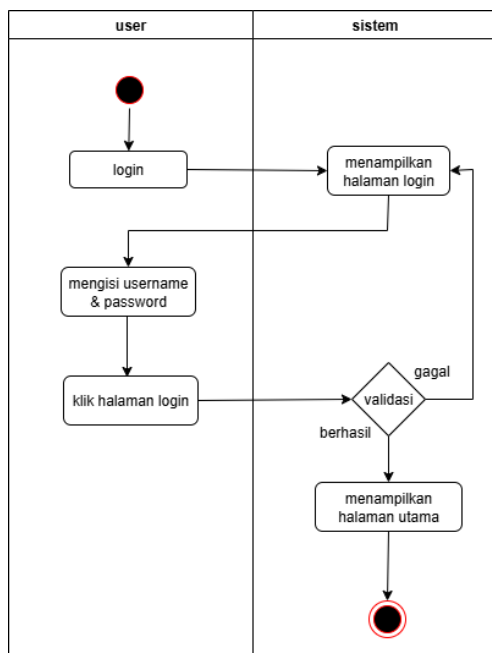 user
sistem
login
menampilkan
halaman login
mengisi username
& password
klik halaman login
validasi
gagal
berhasil
menampilkan
halaman utama